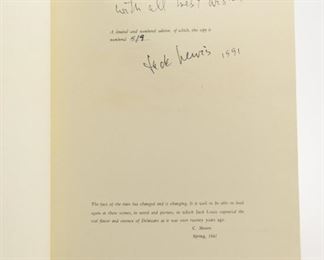 with all best wishes
A limited and numbered edition, of which, this copy is
numbered 519
Jack Lewis 1991
The face of the state has changed and is changing. It is well to be able to look
again at these scenes, in word and picture, in which Jack Lewis captured the
real flavor and essence of Delaware as it was over twenty years ago.
C. Moore
Spring, 1961